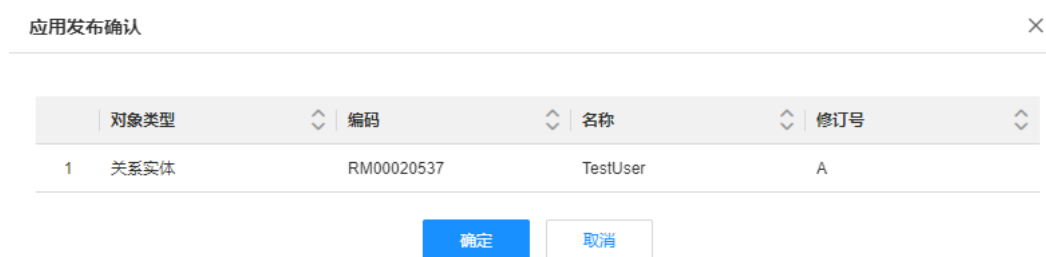 应用发布确认
对象类型 编码 名称 修订号
1 关系实体 RM00020537 TestUser A
确定 取消